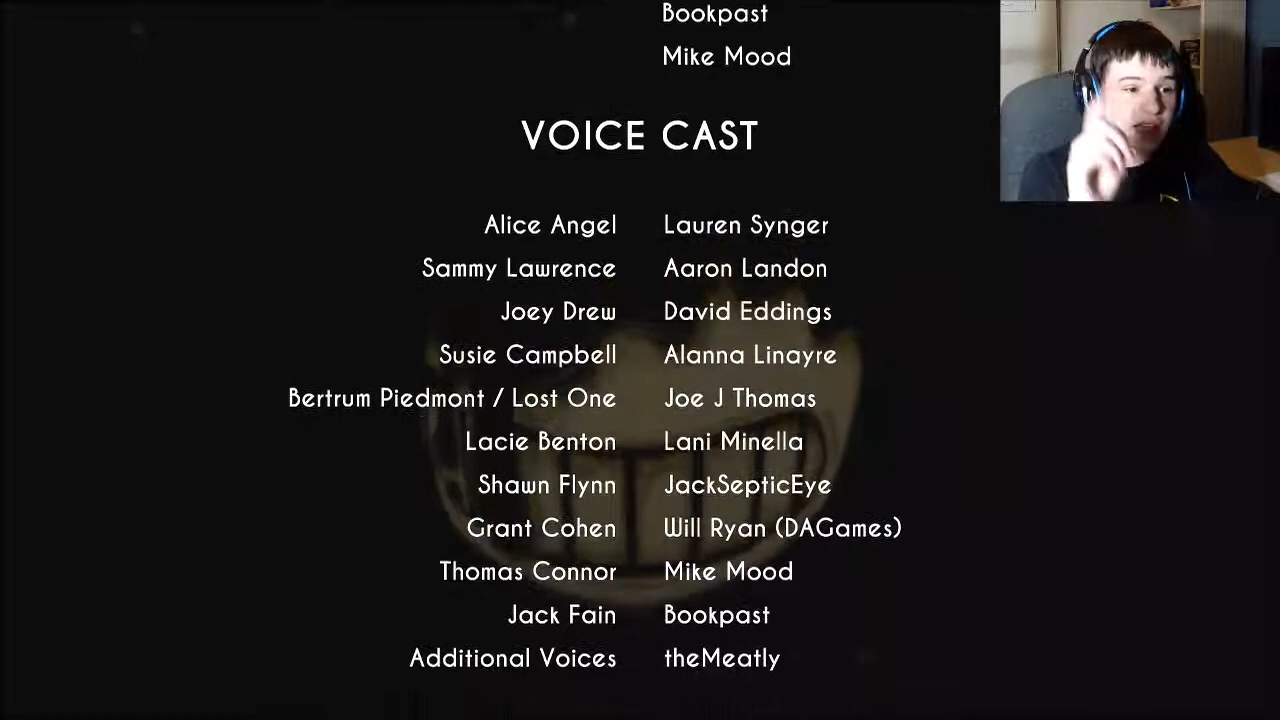 Bookpast
Mike Mood
VOICE CAST
Alice Angel Lauren Synger
Sammy Lawrence Aaron Landon
Joey Drew David Eddings
Susie Campbell Alanna Linayre
Bertrum Piedmont / Lost One Joe J Thomas
Lacie Benton Lani Minella
Shawn Flynn JackSepticEye
Grant Cohen Will Ryan (DAGames)
Thomas Connor Mike Mood
Jack Fain Bookpast
Additional Voices theMeatly